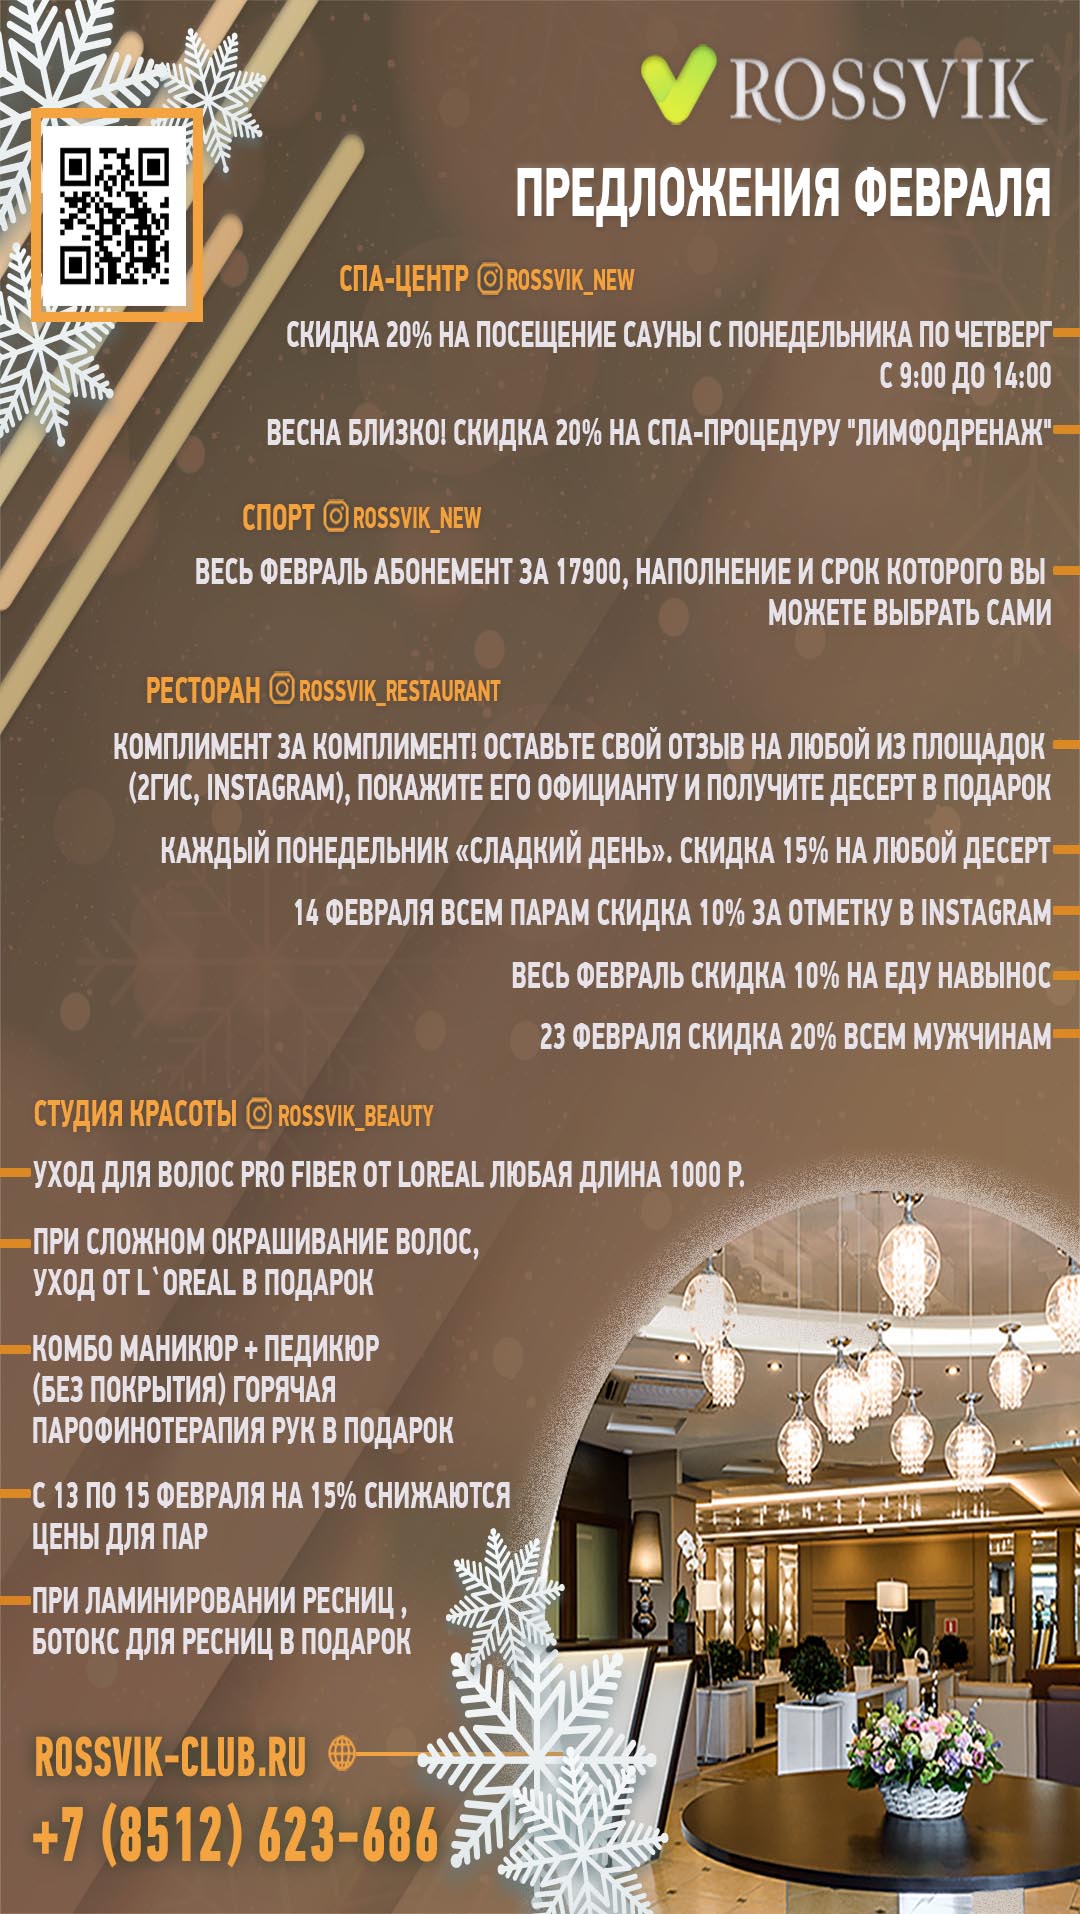 ROSSVIK
ПРЕДЛОЖЕНИЯ ФЕВРАЛЯ
СПА-ЦЕНТР ROSSVIK_NEW
СКИДКА 20% НА ПОСЕЩЕНИЕ САУНЫ С ПОНЕДЕЛЬНИКА ПО ЧЕТВЕРГ
С 9:00 ДО 14:00
ВЕСНА БЛИЗКО! СКИДКА 20% НА СПА-ПРОЦЕДУРУ "ЛИМФОДРЕНАЖ"
СПОРТ ROSSVIK_NEW
ВЕСЬ ФЕВРАЛЬ АБОНЕМЕНТ ЗА 17900, НАПОЛНЕНИЕ И СРОК КОТОРОГО ВЫ
МОЖЕТЕ ВЫБРАТЬ САМИ
РЕСТОРАН ROSSVIK_RESTAURANT
КОМПЛИМЕНТ ЗА КОМПЛИМЕНТ! ОСТАВЬТЕ СВОЙ ОТЗЫВ НА ЛЮБОЙ ИЗ ПЛОЩАДОК
(2ГИС, INSTAGRAM), ПОКАЖИТЕ ЕГО ОФИЦИАНТУ И ПОЛУЧИТЕ ДЕСЕРТ В ПОДАРОК
КАЖДЫЙ ПОНЕДЕЛЬНИК «СЛАДКИЙ ДЕНЬ». СКИДКА 15% НА ЛЮБОЙ ДЕСЕРТ
14 ФЕВРАЛЯ ВСЕМ ПАРАМ СКИДКА 10% ЗА ОТМЕТКУ В INSTAGRAM
ВЕСЬ ФЕВРАЛЬ СКИДКА 10% НА ЕДУ НАВЫНОС
23 ФЕВРАЛЯ СКИДКА 20% ВСЕМ МУЖЧИНАМ
СТУДИЯ КРАСОТЫ ROSSVIK_BEAUTY
УХОД ДЛЯ ВОЛОС PRO FIBER ОТ LOREAL ЛЮБАЯ ДЛИНА 1000 Р.
ПРИ СЛОЖНОМ ОКРАШИВАНИЕ ВОЛОС,
УХОД ОТ L`OREAL В ПОДАРОК
КОМБО МАНИКЮР + ПЕДИКЮР
(БЕЗ ПОКРЫТИЯ) ГОРЯЧАЯ
ПАРОФИНОТЕРАПИЯ РУК В ПОДАРОК
С 13 ПО 15 ФЕВРАЛЯ НА 15% СНИЖАЮТСЯ
ЦЕНЫ ДЛЯ ПАР
ПРИ ЛАМИНИРОВАНИИ РЕСНИЦ ,
БОТОКС ДЛЯ РЕСНИЦ В ПОДАРОК
ROSSVIK-CLUB.RU
+7 (8512) 623-686